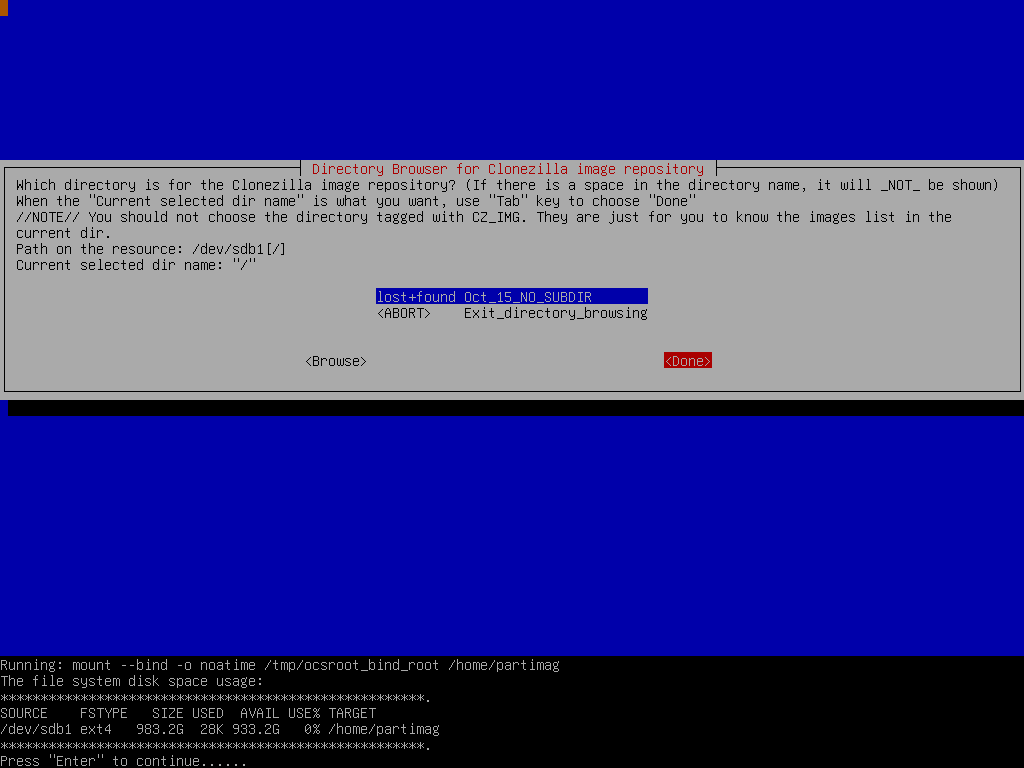 Directory Browser for Clonezilla image repository
Which directory is for the Clonezilla image repository? (If there is a space in the directory name, it will _NOT_ be shown)
When the "Current selected dir name" is what you want, use "Tab" key to choose "Done"
//NOTE// You should not choose the directory tagged with CZ_IMG. They are just for you to know the images list in the
current dir.
Path on the resource: /dev/sdb1[/]
Current selected dir name: "/"
lost+found Oct_15_NO_SUBDIR
<ABORT>    Exit_directory_browsing
<Browse> <Done>
Running: mount --bind -o noatime /tmp/ocsroot_bind_root /home/partimag
The file system disk space usage:
*****************************************************.
SOURCE    FSTYPE   SIZE USED  AVAIL USE% TARGET
/dev/sdb1 ext4   983.2G  28K 933.2G   0% /home/partimag
*****************************************************.
Press "Enter" to continue......